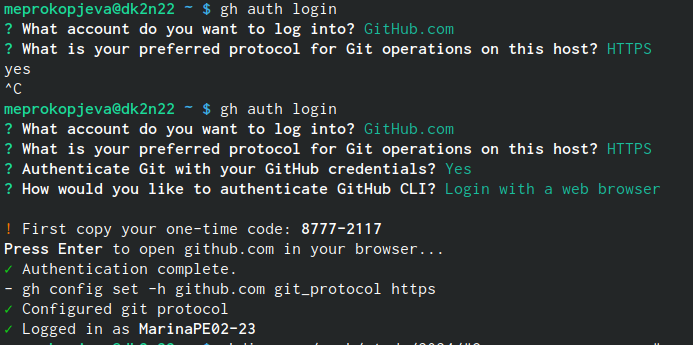 meprokopjeva@dk2n22 ~ $ gh auth login
? What account do you want to log into? GitHub.com
? What is your preferred protocol for Git operations on this host? HTTPS
yes
^C
meprokopjeva@dk2n22 ~ $ gh auth login
? What account do you want to log into? GitHub.com
? What is your preferred protocol for Git operations on this host? HTTPS
? Authenticate Git with your GitHub credentials? Yes
? How would you like to authenticate GitHub CLI? Login with a web browser
! First copy your one-time code: 8777-2117
Press Enter to open github.com in your browser...
✓ Authentication complete.
- gh config set -h github.com git_protocol https
✓ Configured git protocol
✓ Logged in as MarinaPE02-23